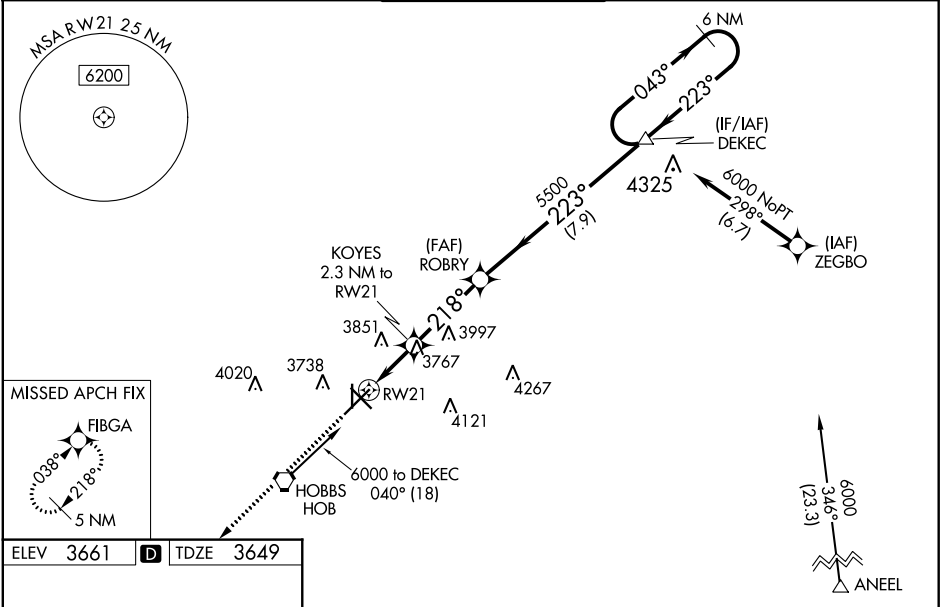 MSA RW21 25 NM
6200
6 NM
043°
223°
(IF/IAF)
DEKEC
4325
6000 NoPT
298°
(6.7)
(IAF)
ZEGBO
5500
223°
(7.9)
(FAF)
ROBRY
KOYES
2.3 NM to
RW21
218°
3851
3997
3767
4020
3738
RW21
4267
4121
MISSED APCH FIX
FIBGA
038°
218°
5 NM
6000 to DEKEC
040° (18)
HOBBS
HOB
6000
346°
(23.3)
ANEEL
ELEV 3661 D TDZE 3649